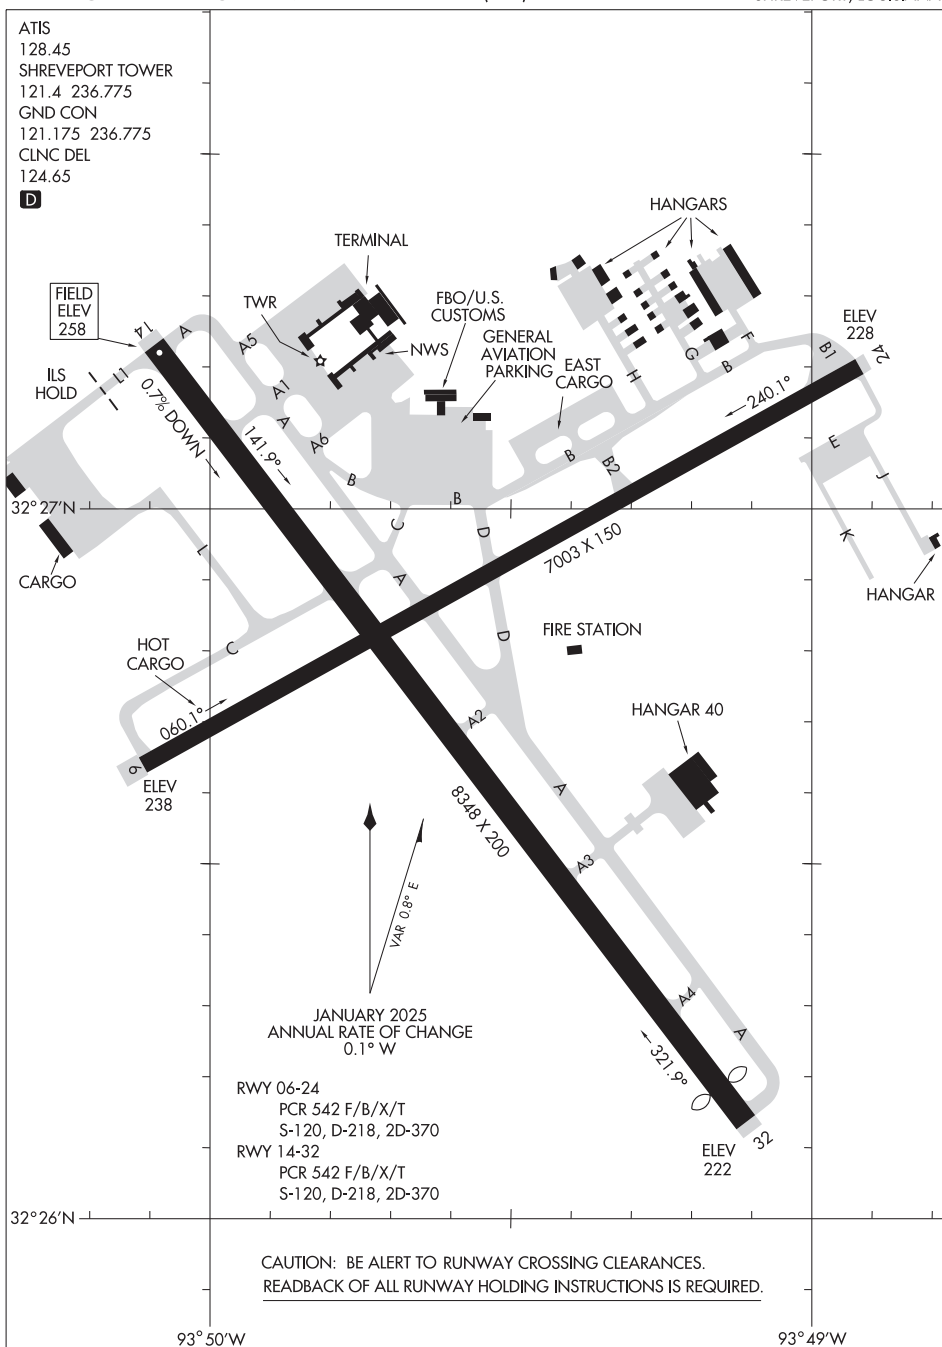 ATIS
128.45
SHREVEPORT TOWER
121.4 236.775
GND CON
121.175 236.775
CLNC DEL
124.65
D
HANGARS
TERMINAL
TWR
FBO/U.S.
CUSTOMS
NWS
GENERAL
AVIATION
PARKING
EAST
CARGO
FIELD
ELEV
258
ILS
HOLD
14
A
A5
L1
0.7% DOWN
A1
A
A6
141.9°
B
H
G
B
F
B1
ELEV
228
24
240.1°
B
B2
E
J
K
HANGAR
32°27'N
B
C
D
7003 X 150
CARGO
L
A
C
D
FIRE STATION
HOT
CARGO
060.1°
6
ELEV
238
A2
HANGAR 40
8348 X 200
A
A3
VAR 0.8° E
JANUARY 2025
ANNUAL RATE OF CHANGE
0.1° W
A4
A
321.9°
RWY 06-24
PCR 542 F/B/X/T
S-120, D-218, 2D-370
RWY 14-32
PCR 542 F/B/X/T
S-120, D-218, 2D-370
32
ELEV
222
32°26'N
CAUTION: BE ALERT TO RUNWAY CROSSING CLEARANCES.
READBACK OF ALL RUNWAY HOLDING INSTRUCTIONS IS REQUIRED.
93°50'W
93°49'W